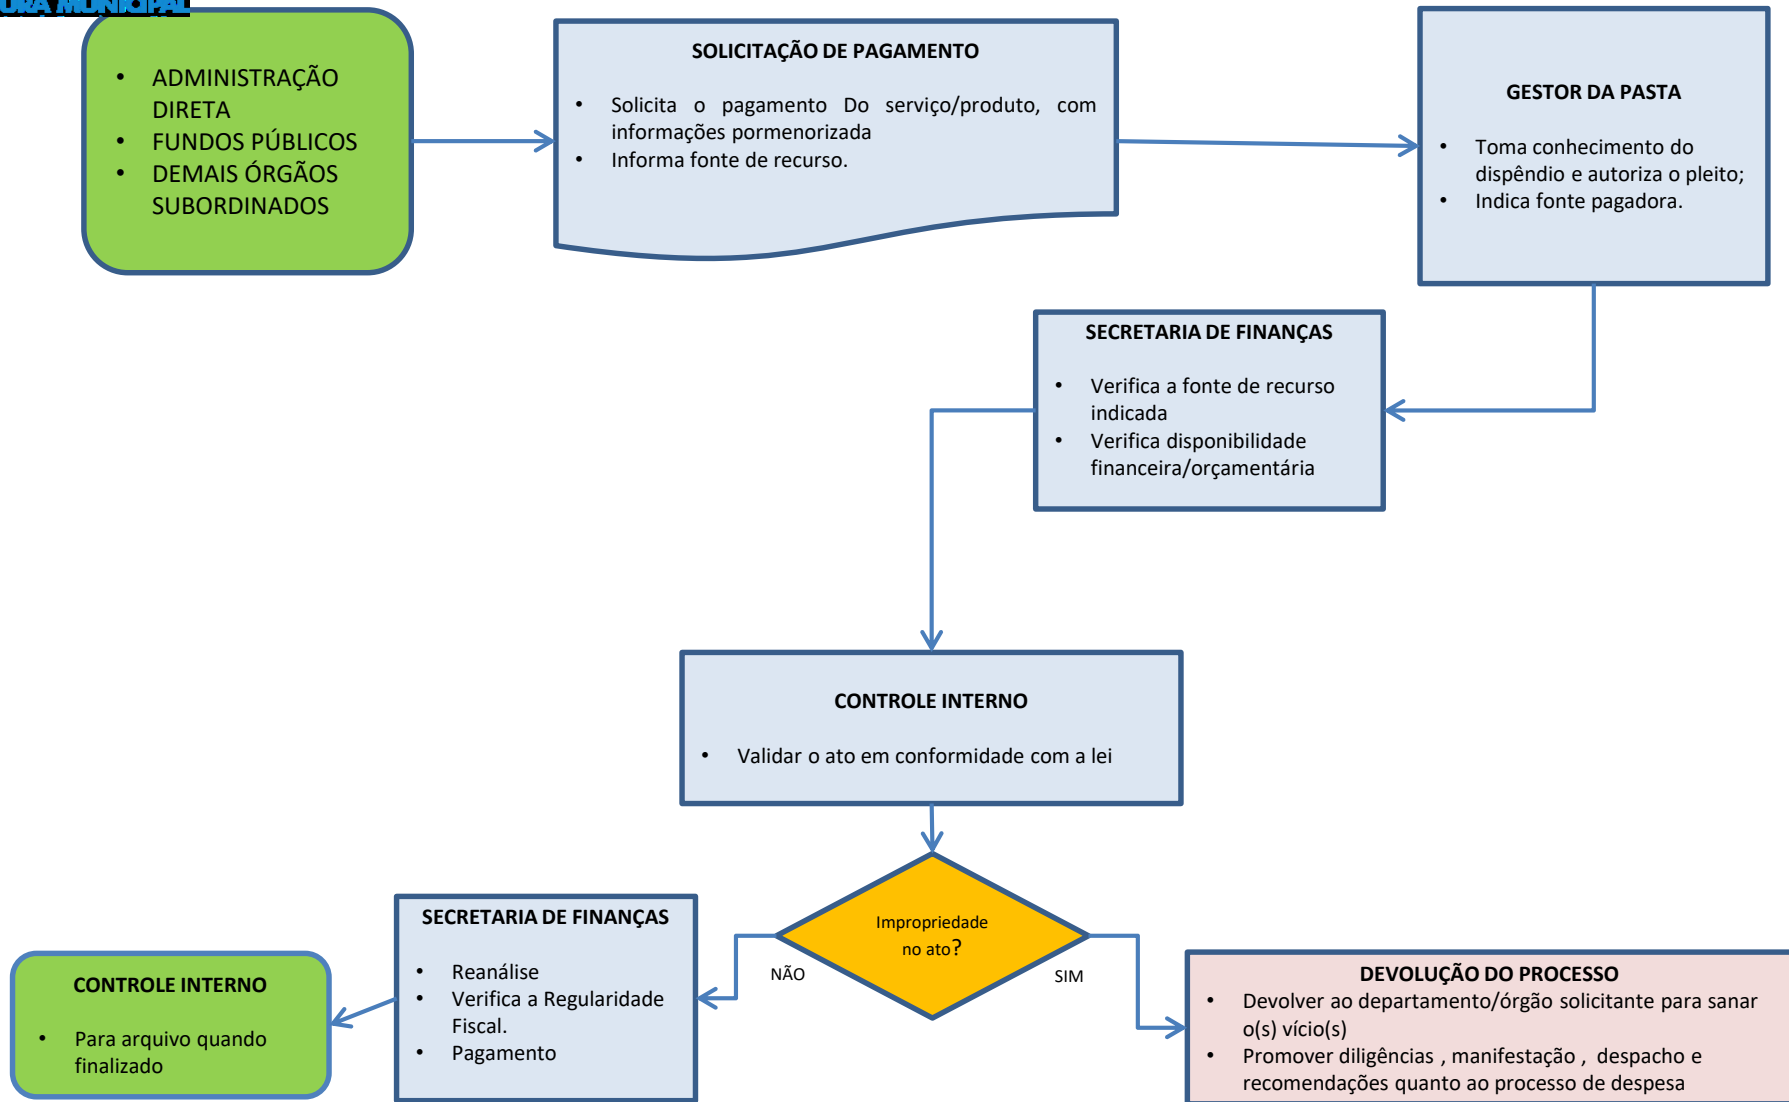 URA MUNICIPAL
• ADMINISTRAÇÃO
DIRETA
• FUNDOS PÚBLICOS
• DEMAIS ÓRGÃOS
SUBORDINADOS
SOLICITAÇÃO DE PAGAMENTO
• Solicita o pagamento Do serviço/produto, com
informações pormenorizada
• Informa fonte de recurso.
GESTOR DA PASTA
• Toma conhecimento do
dispêndio e autoriza o pleito;
• Indica fonte pagadora.
SECRETARIA DE FINANÇAS
• Verifica a fonte de recurso
indicada
• Verifica disponibilidade
financeira/orçamentária
CONTROLE INTERNO
• Validar o ato em conformidade com a lei
Impropriedade
no ato?
NÃO
SIM
SECRETARIA DE FINANÇAS
• Reanálise
• Verifica a Regularidade
Fiscal.
• Pagamento
CONTROLE INTERNO
• Para arquivo quando
finalizado
DEVOLUÇÃO DO PROCESSO
• Devolver ao departamento/órgão solicitante para sanar
o(s) vício(s)
• Promover diligências , manifestação , despacho e
recomendações quanto ao processo de despesa